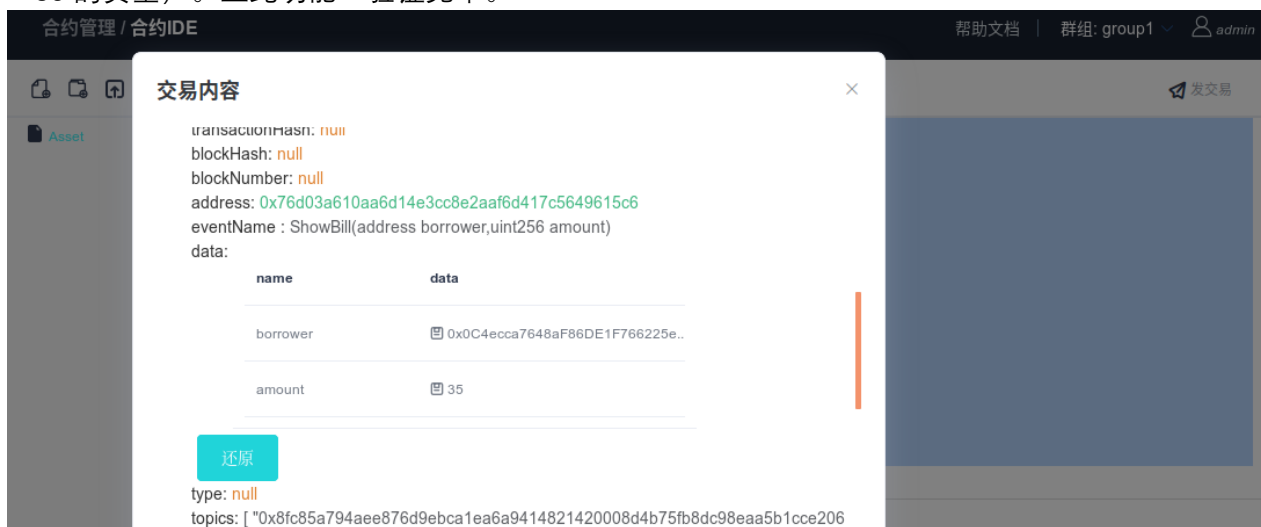 合约管理 / 合约IDE
帮助文档
群组: group1
admin
交易内容
发交易
Asset
transactionHash: null
blockHash: null
blockNumber: null
address: 0x76d03a610aa6d14e3cc8e2aaf6d417c5649615c6
eventName : ShowBill(address borrower,uint256 amount)
data:
name data
borrower 0x0C4ecca7648aF86DE1F766225e..
amount 35
还原
type: null
topics: [ "0x8fc85a794aee876d9ebca1ea6a9414821420008d4b75fb8dc98eaa5b1cce206